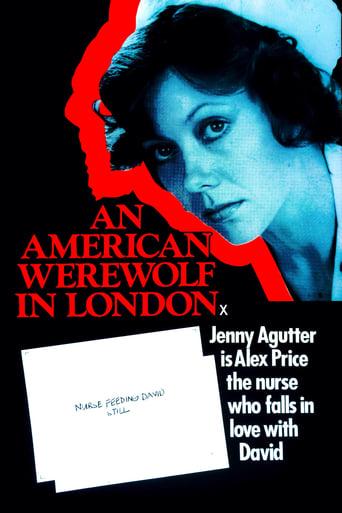 AN
AMERICAN
WEREWOLF
IN LONDON x
Jenny Agutter
is Alex Price
the nurse
who falls in
love with
David
NURSE FEEDING DAVID
STILL